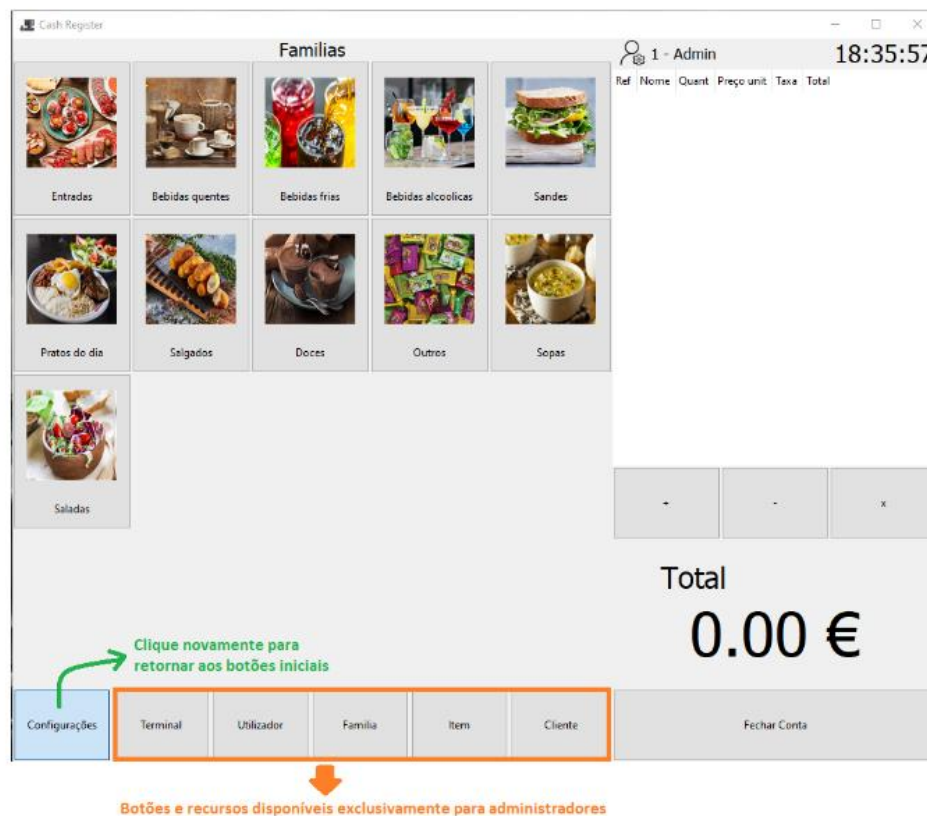 Cash Register
Familias
1 - Admin
18:35:57
Ref Nome Quant Preço unit Taxa Total
Entradas
Bebidas quentes
Bebidas frias
Bebidas alcoolicas
Sandes
Pratos do dia
Salgados
Doces
Outros
Sopas
Saladas
+
-
x
Total
0.00 €
Clique novamente para
retornar aos botões iniciais
Configurações
Terminal
Utilizador
Familia
Item
Cliente
Fechar Conta
Botões e recursos disponíveis exclusivamente para administradores